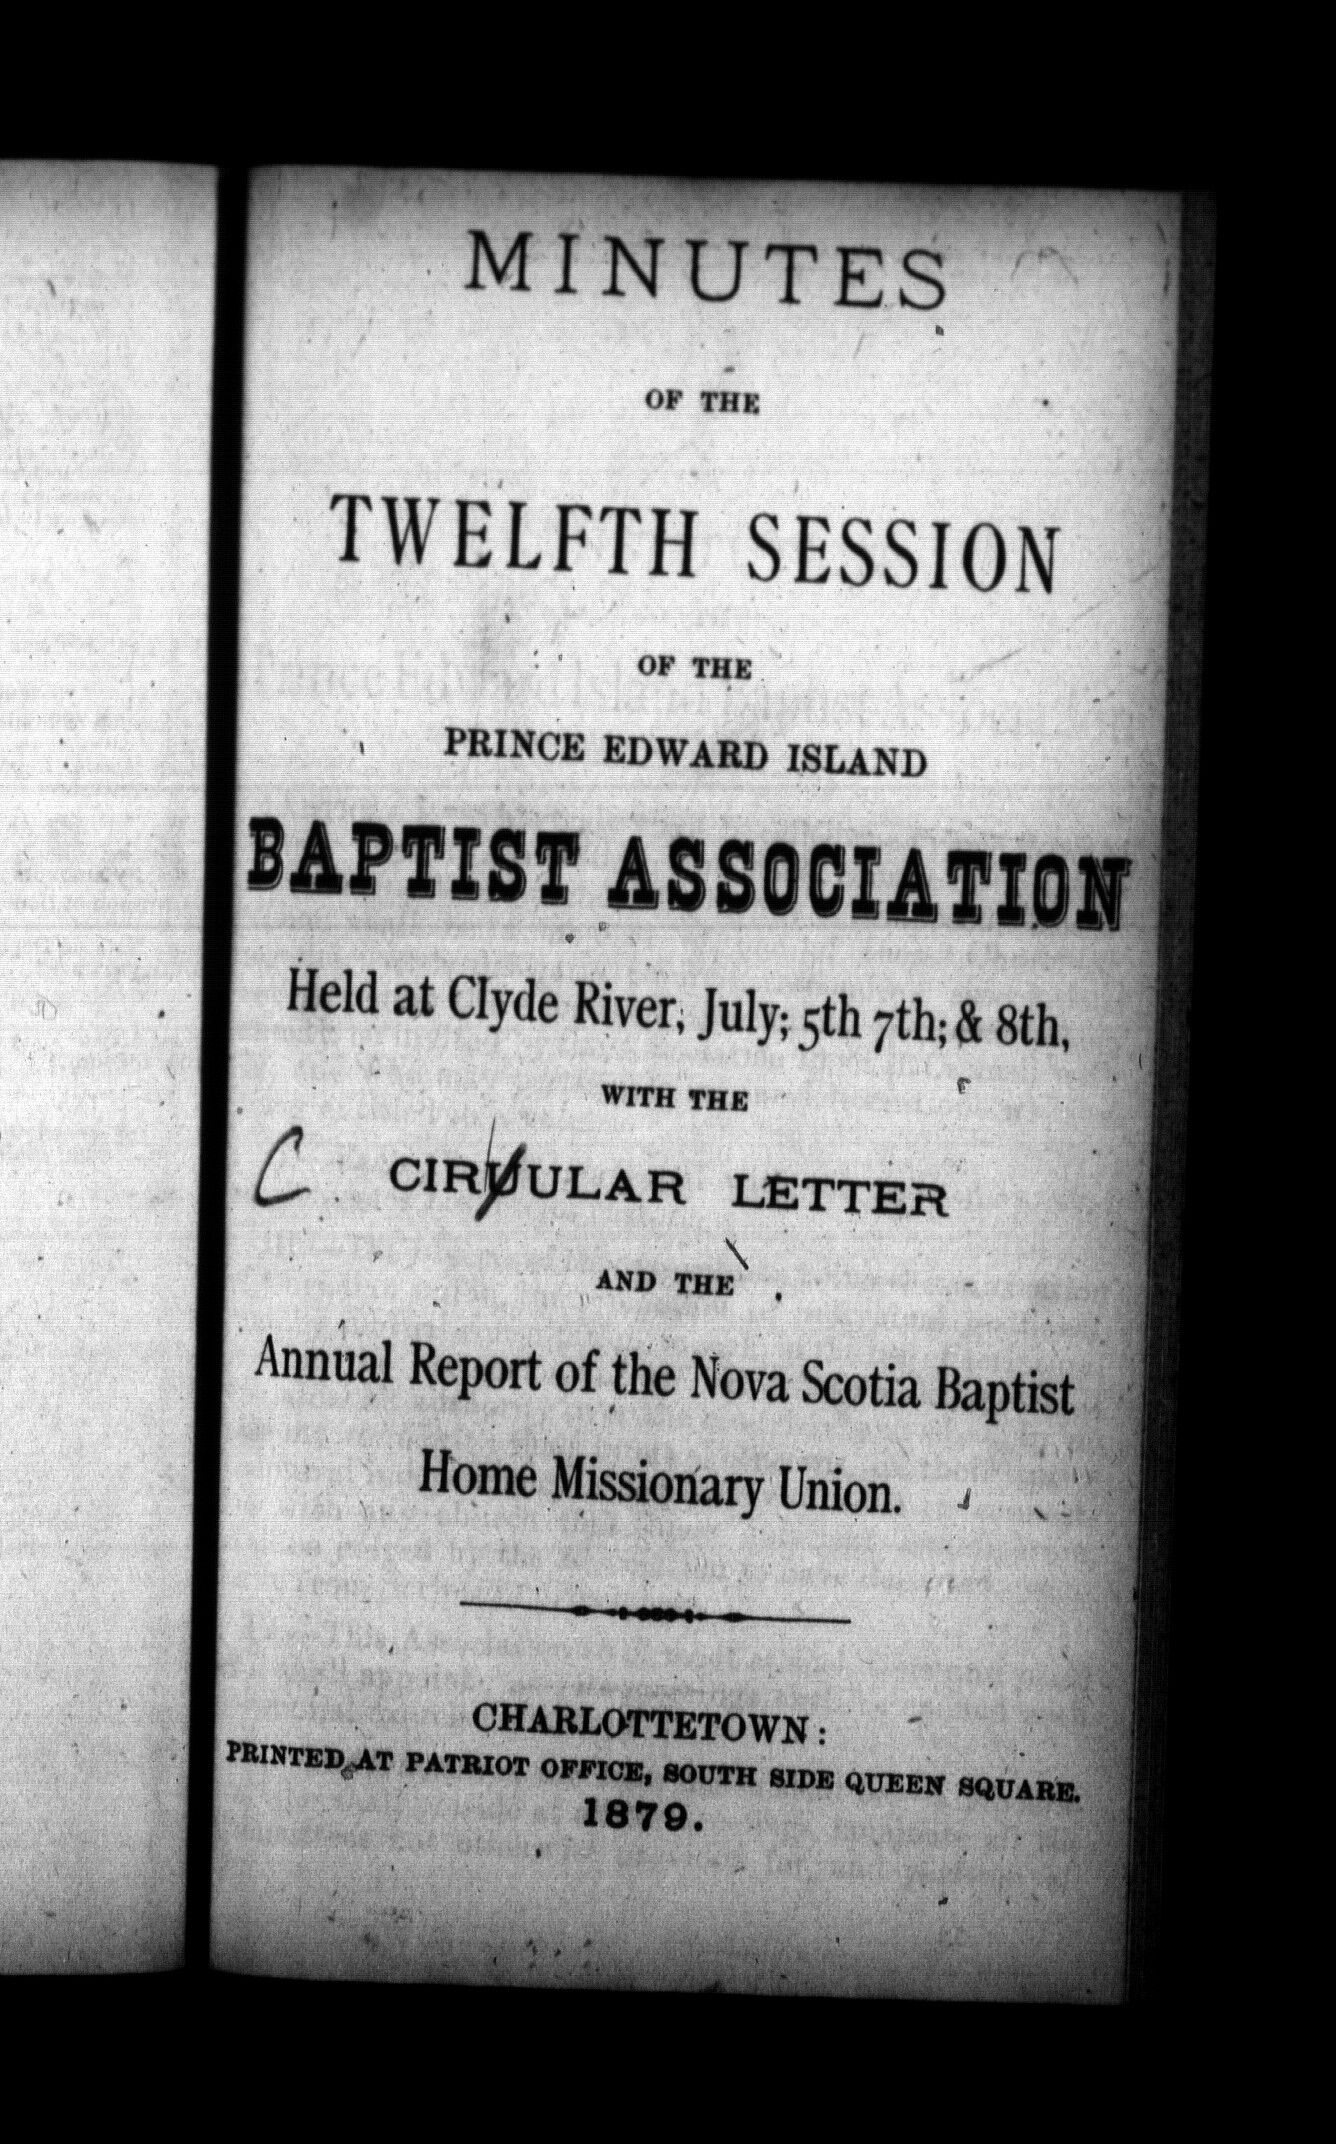 MINUTES
OF THE
TWELFTH SESSION
OF THE
PRINCE EDWARD ISLAND
BAPTIST ASSOCIATION
Held at Clyde River, July; 5th 7th; & 8th,
WITH THE
C CIRUULAR LETTER
AND THE
Annual Report of the Nova Scotia Baptist
Home Missionary Union.
CHARLOTTETOWN:
PRINTED AT PATRIOT OFFICE, SOUTH SIDE QUEEN SQUARE.
1879.